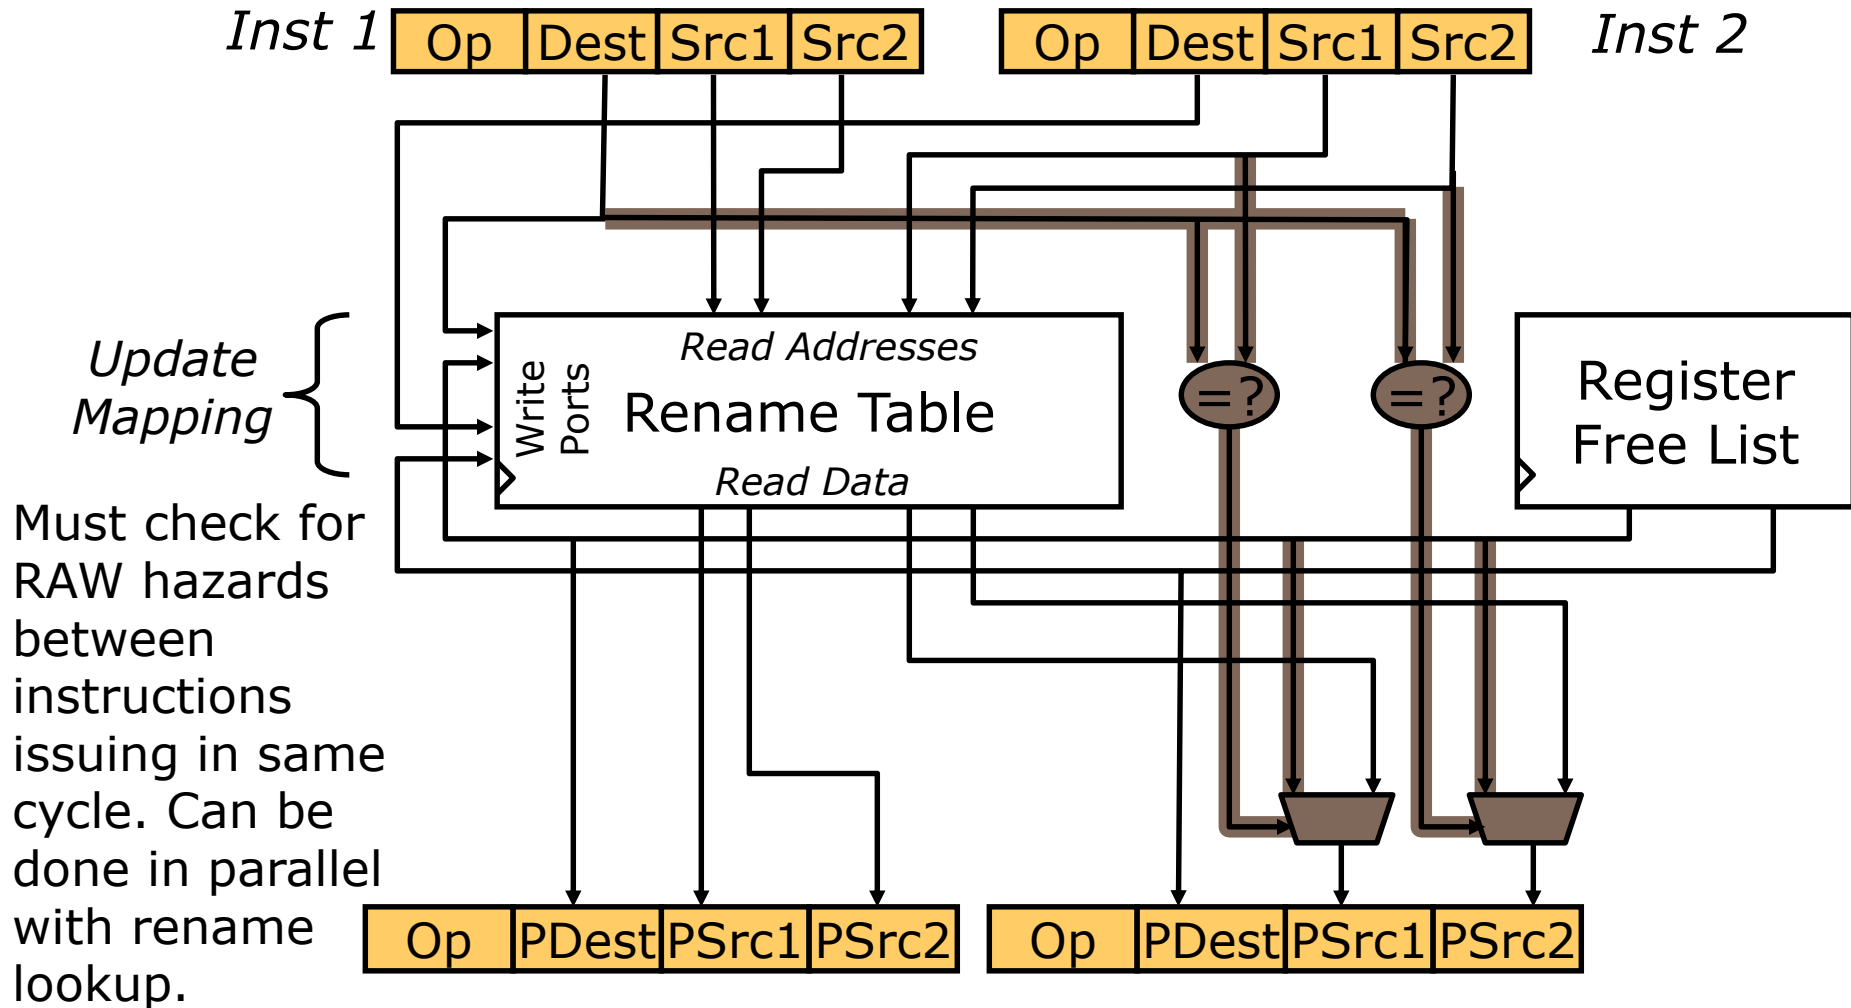 Inst 1
Op Dest Src1 Src2
Op Dest Src1 Src2
Inst 2
Update
Mapping
Write
Ports
Read Addresses
Rename Table
Read Data
=?
=?
Register
Free List
Must check for
RAW hazards
between
instructions
issuing in same
cycle. Can be
done in parallel
with rename
lookup.
Op PDest PSrc1 PSrc2
Op PDest PSrc1 PSrc2